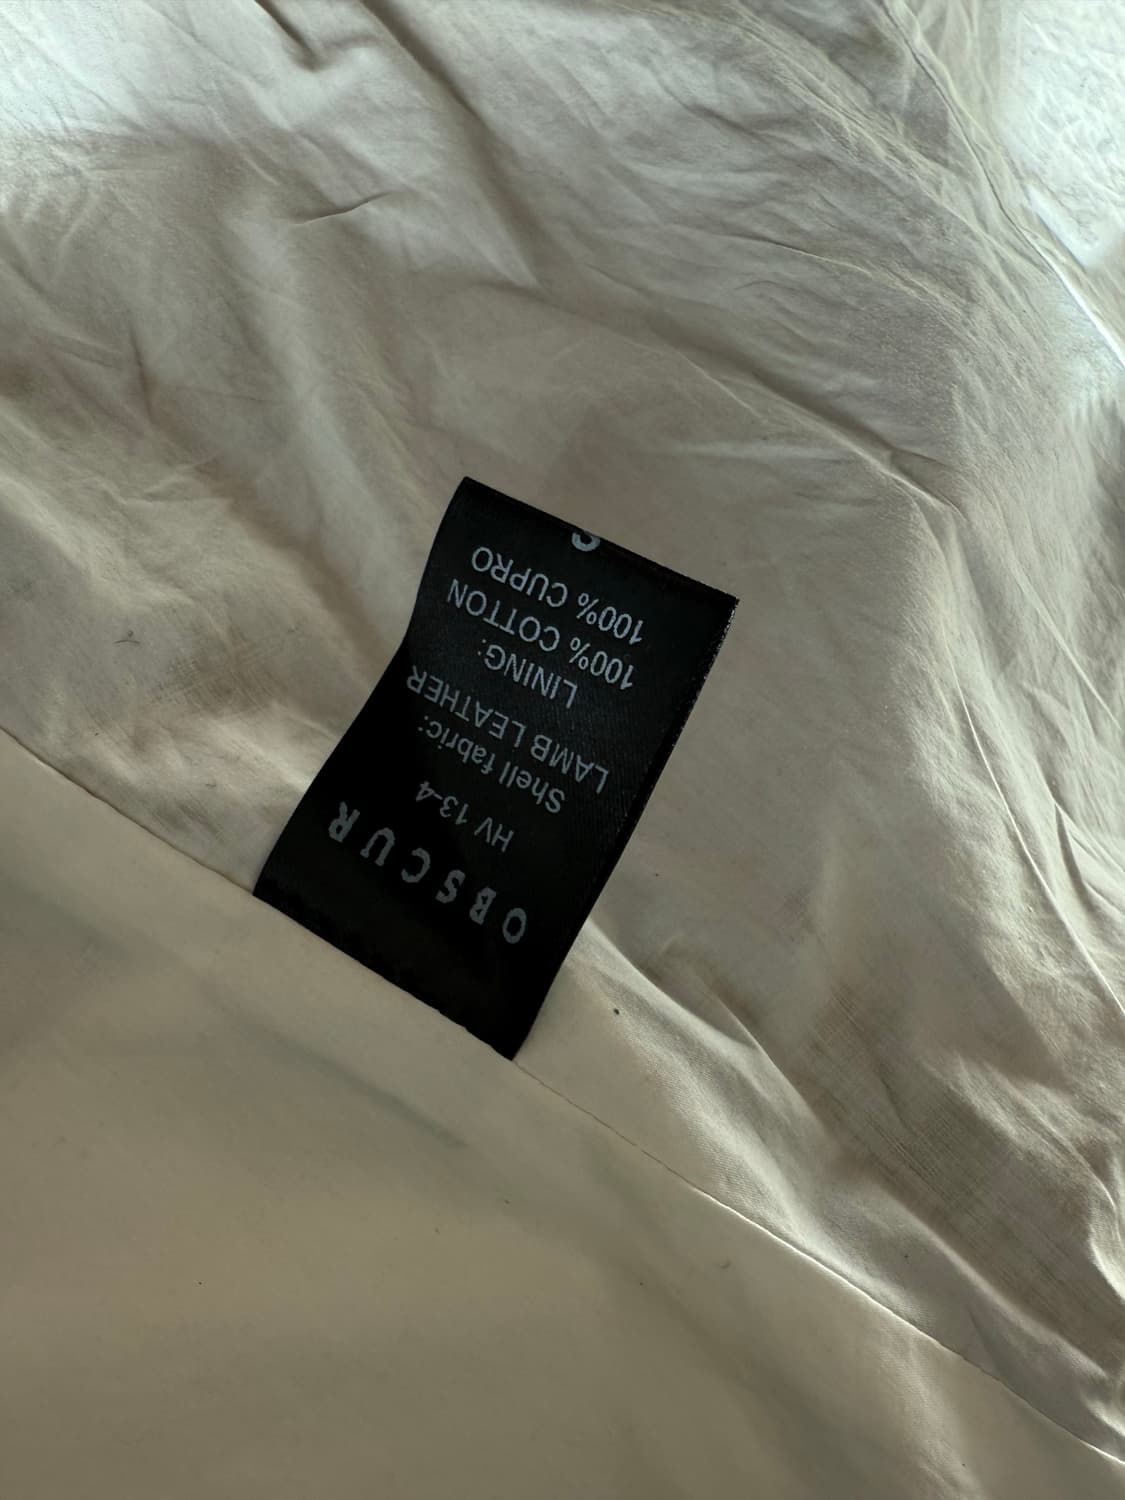 OBSCUR
HV 13-4
Shell fabric:
LAMB LEATHER
LINING:
100% COTTON
100% CUPRO
S